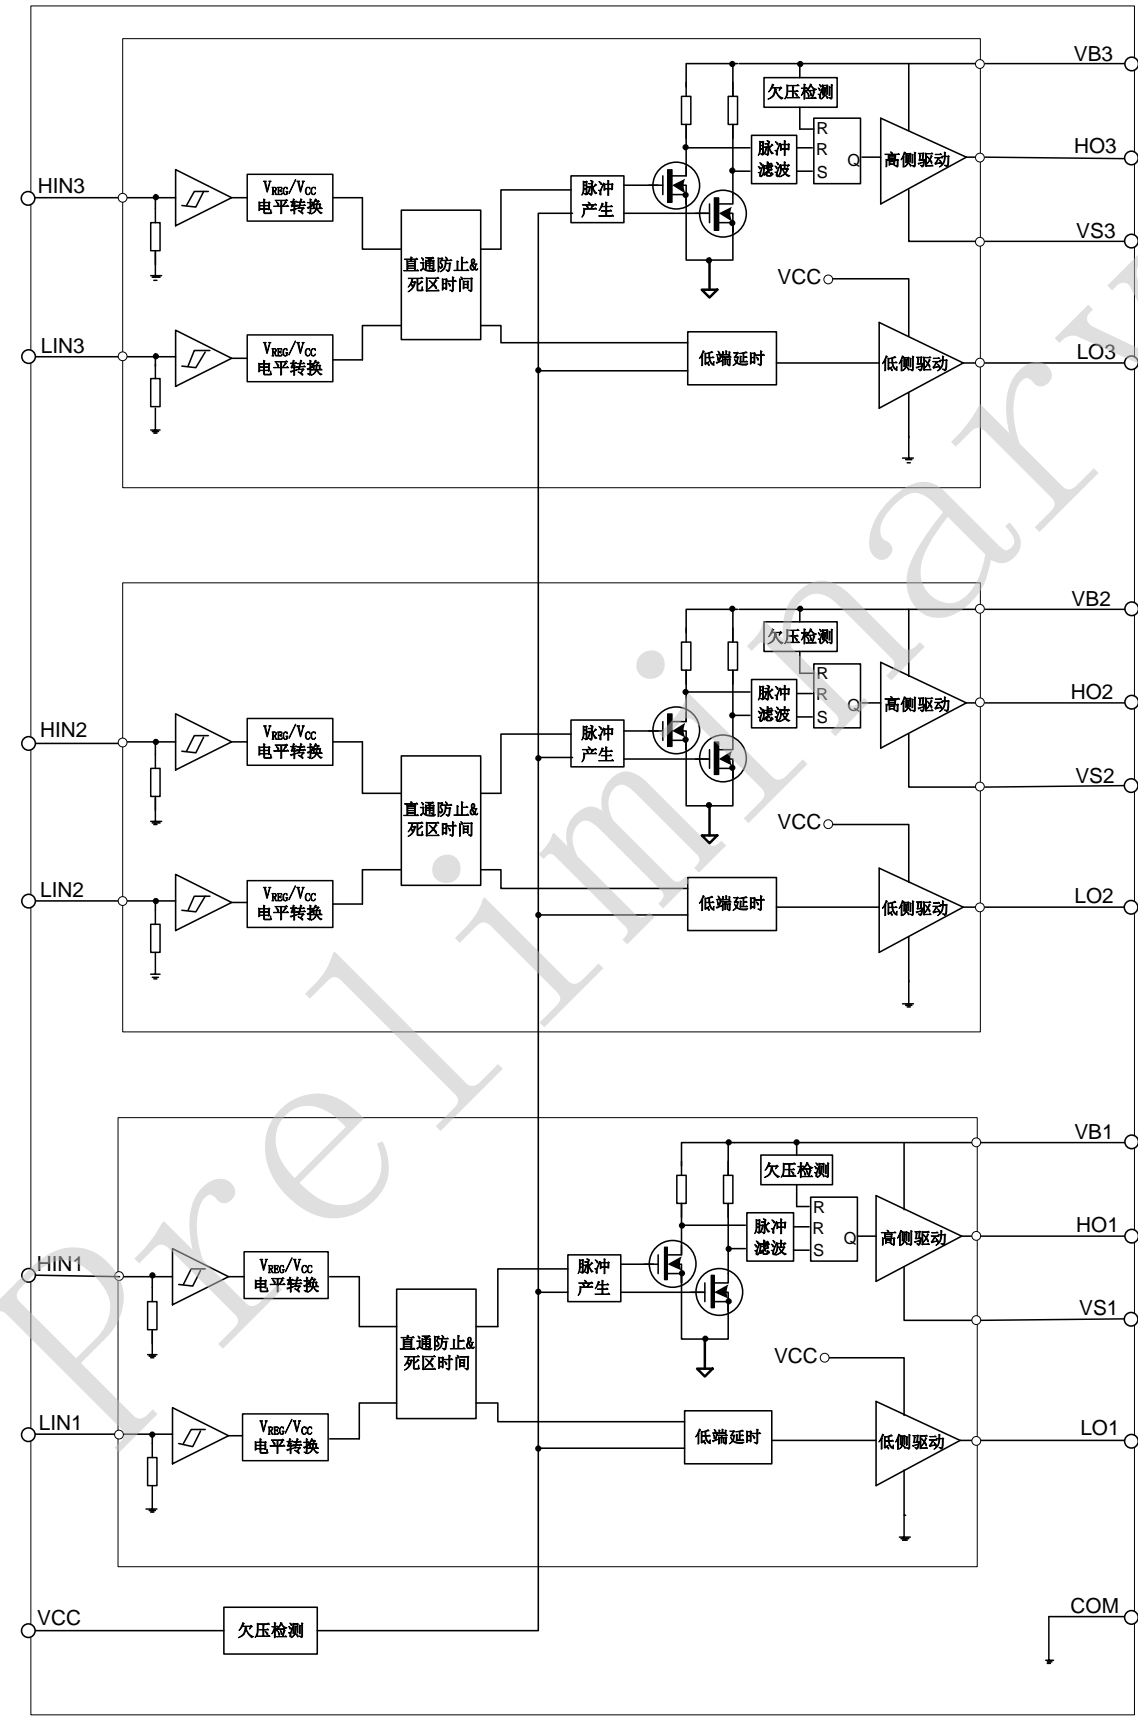 VB3
欠压检测
R
HO3
脉冲
滤波
R
S
Q
高侧驱动
HIN3
VREG/VCC
电平转换
脉冲
产生
VS3
直通防止&
死区时间
VCC
LIN3
VREG/VCC
电平转换
低端延时
低侧驱动
LO3
VB2
欠压检测
R
HO2
脉冲
滤波
R
S
Q
高侧驱动
HIN2
VREG/VCC
电平转换
脉冲
产生
VS2
直通防止&
死区时间
VCC
LIN2
VREG/VCC
电平转换
低端延时
低侧驱动
LO2
VB1
欠压检测
R
HO1
脉冲
滤波
R
S
Q
高侧驱动
HIN1
VREG/VCC
电平转换
脉冲
产生
VS1
直通防止&
死区时间
VCC
LIN1
VREG/VCC
电平转换
低端延时
低侧驱动
LO1
VCC
欠压检测
COM
Preliminary